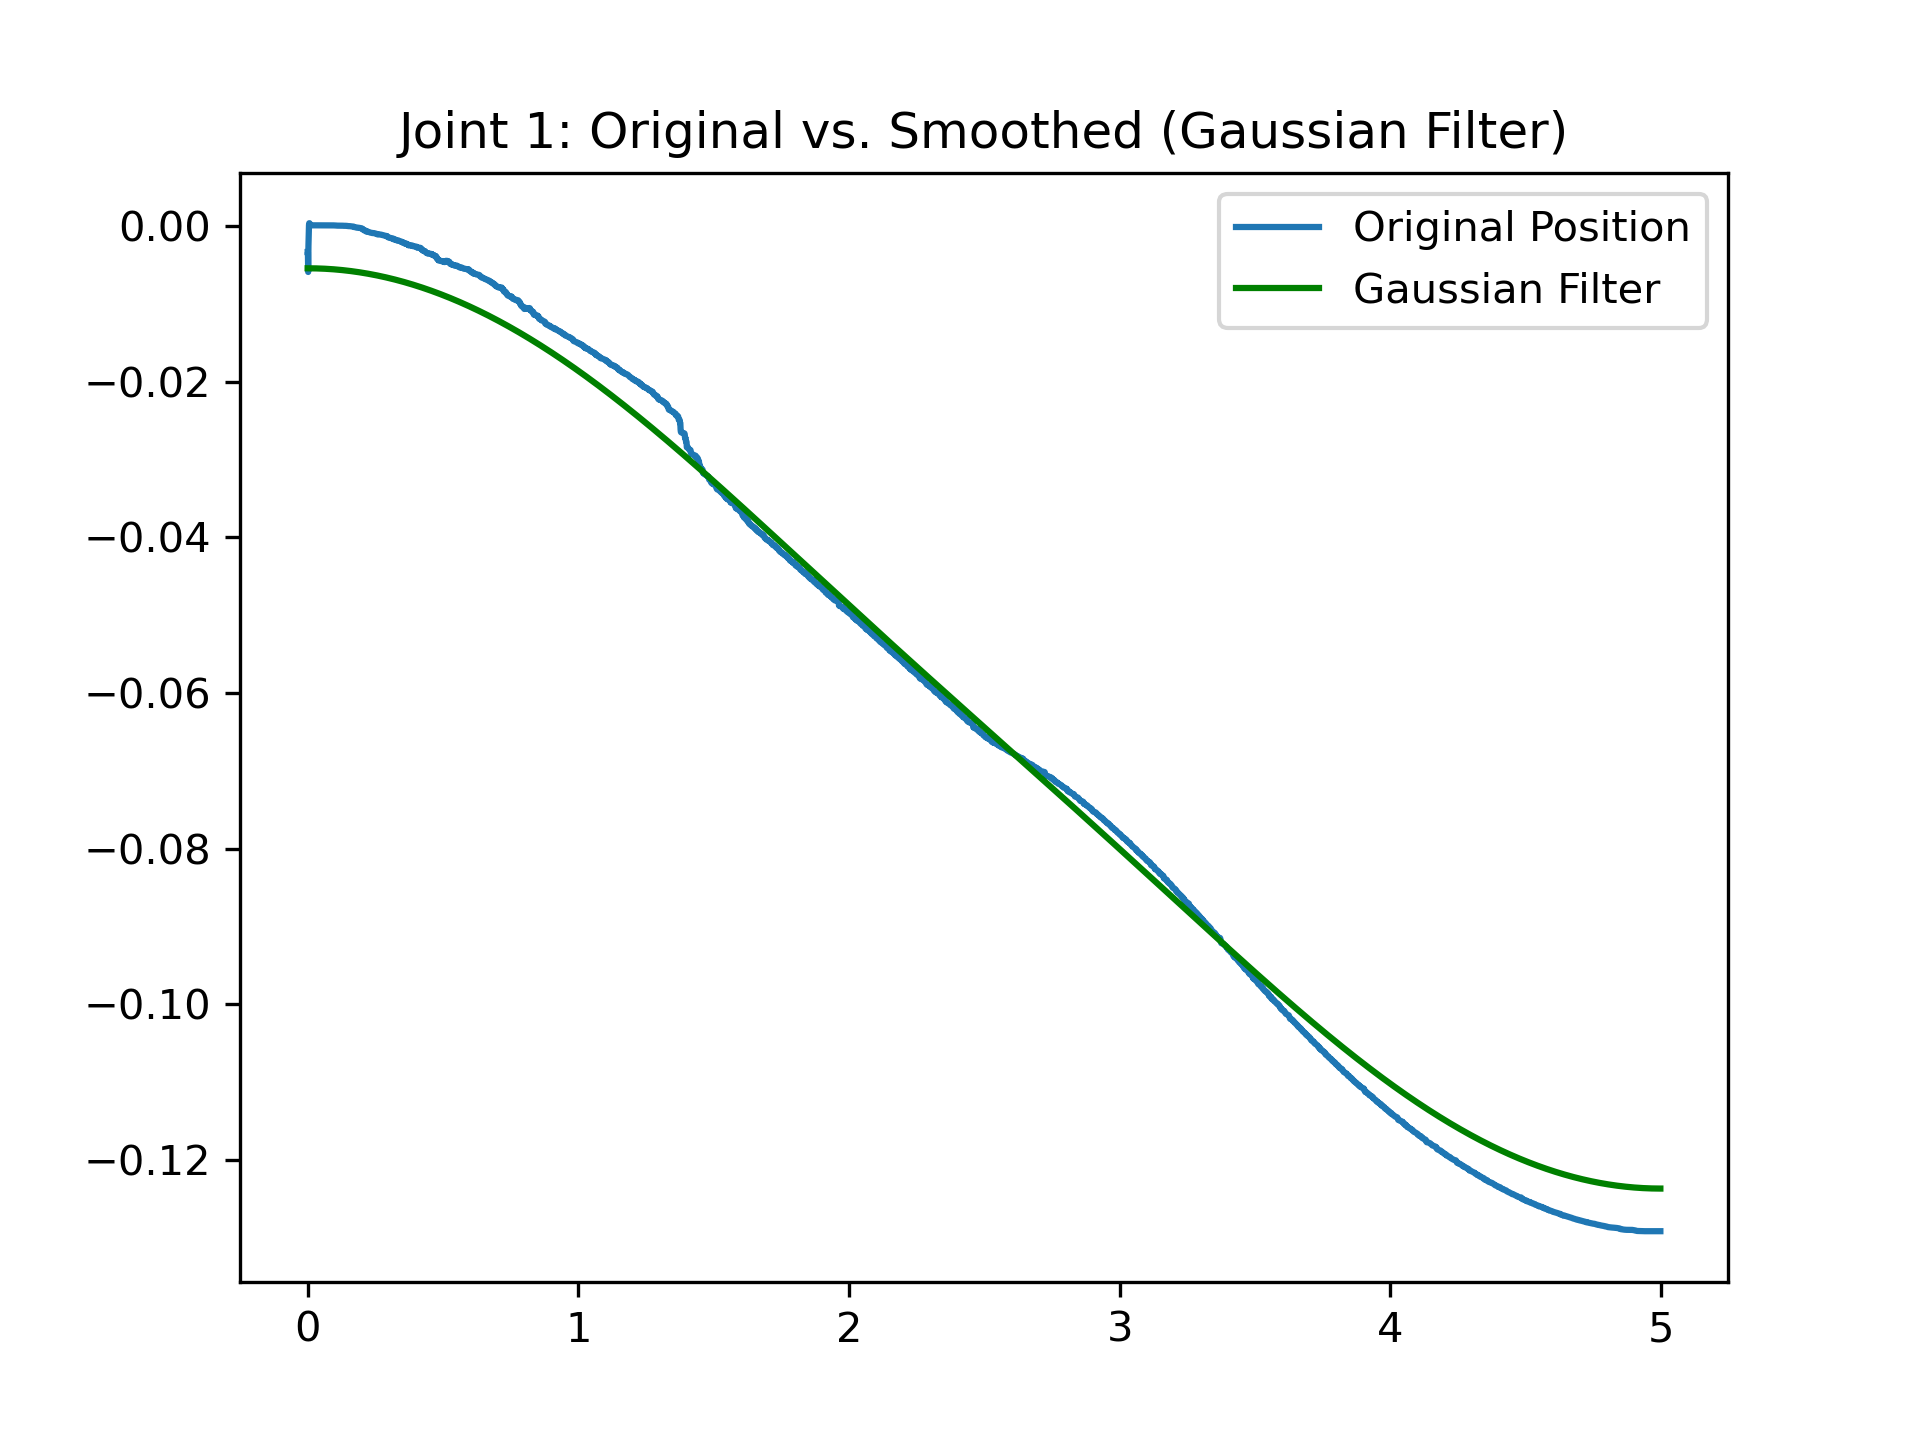 Joint 1: Original vs. Smoothed (Gaussian Filter)
Original Position
Gaussian Filter
0.00
−0.02
−0.04
−0.06
−0.08
−0.10
−0.12
0 1 2 3 4 5